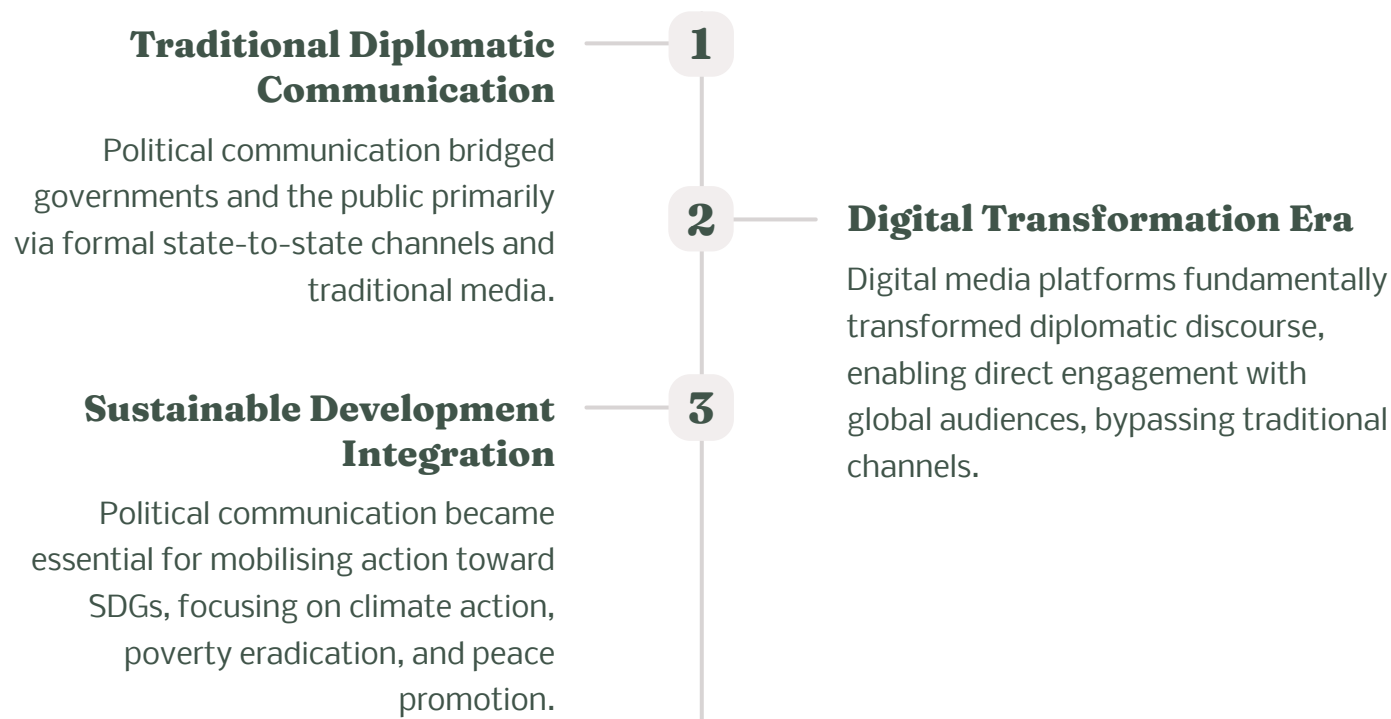 1
Traditional Diplomatic
Communication
Political communication bridged
governments and the public primarily
via formal state-to-state channels and
traditional media.
2
Digital Transformation Era
Digital media platforms fundamentally
transformed diplomatic discourse,
enabling direct engagement with
global audiences, bypassing traditional
channels.
3
Sustainable Development
Integration
Political communication became
essential for mobilising action toward
SDGs, focusing on climate action,
poverty eradication, and peace
promotion.